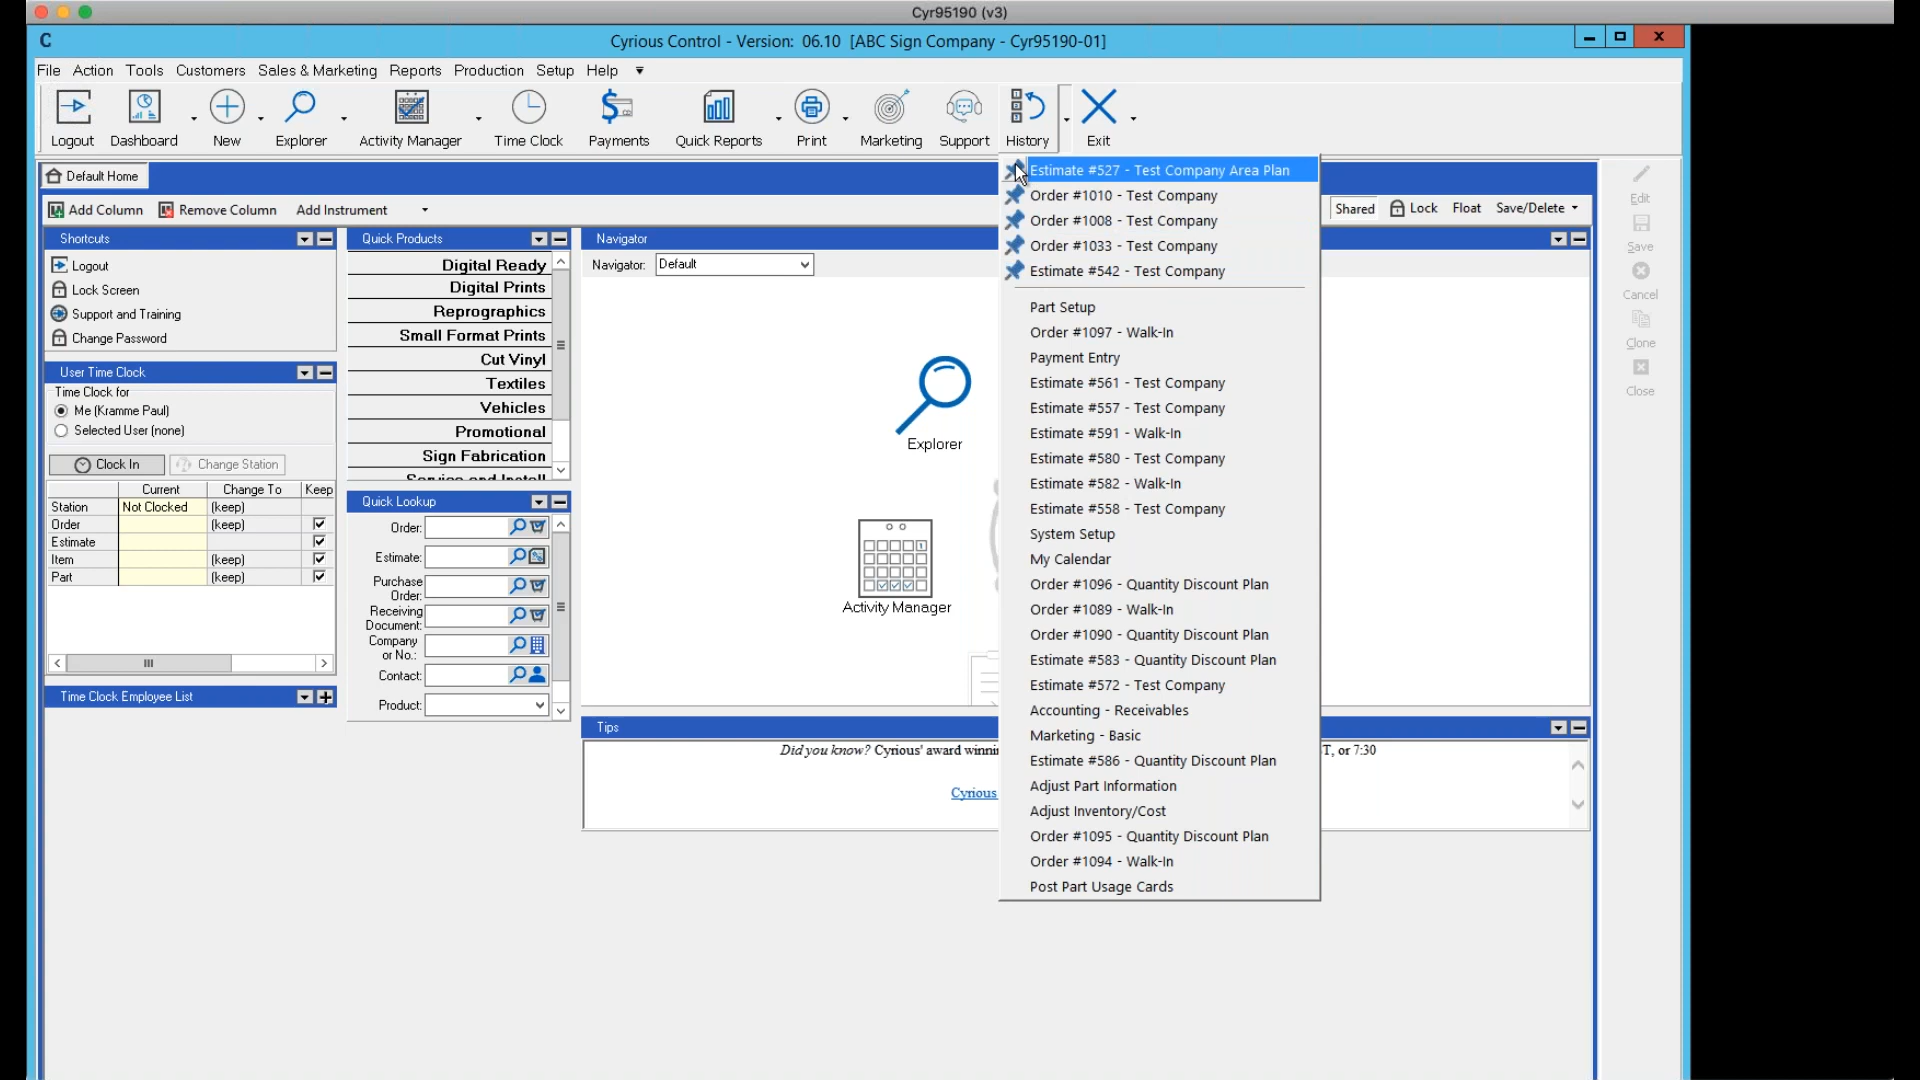 Cyr95190 (v3)
C
Cyrious Control - Version: 06.10 [ABC Sign Company - Cyr95190-01]
File Action Tools Customers Sales & Marketing Reports Production Setup Help
Logout Dashboard New Explorer Activity Manager Time Clock Payments Quick Reports Print Marketing Support History Exit
Default Home
Add Column Remove Column Add Instrument
Shared Lock Float Save/Delete
Edit
Save
Cancel
Clone
Close
Shortcuts
Logout
Lock Screen
Support and Training
Change Password
User Time Clock
Time Clock for
Me (Kramme Paul)
Selected User (none)
Clock In Change Station
Current Change To Keep
Station Not Clocked (keep)
Order (keep)
Estimate
Item (keep)
Part (keep)
Time Clock Employee List
Quick Products
Digital Ready
Digital Prints
Reprographics
Small Format Prints
Cut Vinyl
Textiles
Vehicles
Promotional
Sign Fabrication
Service and Install
Quick Lookup
Order:
Estimate:
Purchase
Order:
Receiving
Document:
Company
or No.:
Contact:
Product:
Navigator
Navigator: Default
Explorer
Activity Manager
Tips
Did you know? Cyrious' award winni
T, or 7:30
Cyrious
Estimate #527 - Test Company Area Plan
Order #1010 - Test Company
Order #1008 - Test Company
Order #1033 - Test Company
Estimate #542 - Test Company
Part Setup
Order #1097 - Walk-In
Payment Entry
Estimate #561 - Test Company
Estimate #557 - Test Company
Estimate #591 - Walk-In
Estimate #580 - Test Company
Estimate #582 - Walk-In
Estimate #558 - Test Company
System Setup
My Calendar
Order #1096 - Quantity Discount Plan
Order #1089 - Walk-In
Order #1090 - Quantity Discount Plan
Estimate #583 - Quantity Discount Plan
Estimate #572 - Test Company
Accounting - Receivables
Marketing - Basic
Estimate #586 - Quantity Discount Plan
Adjust Part Information
Adjust Inventory/Cost
Order #1095 - Quantity Discount Plan
Order #1094 - Walk-In
Post Part Usage Cards